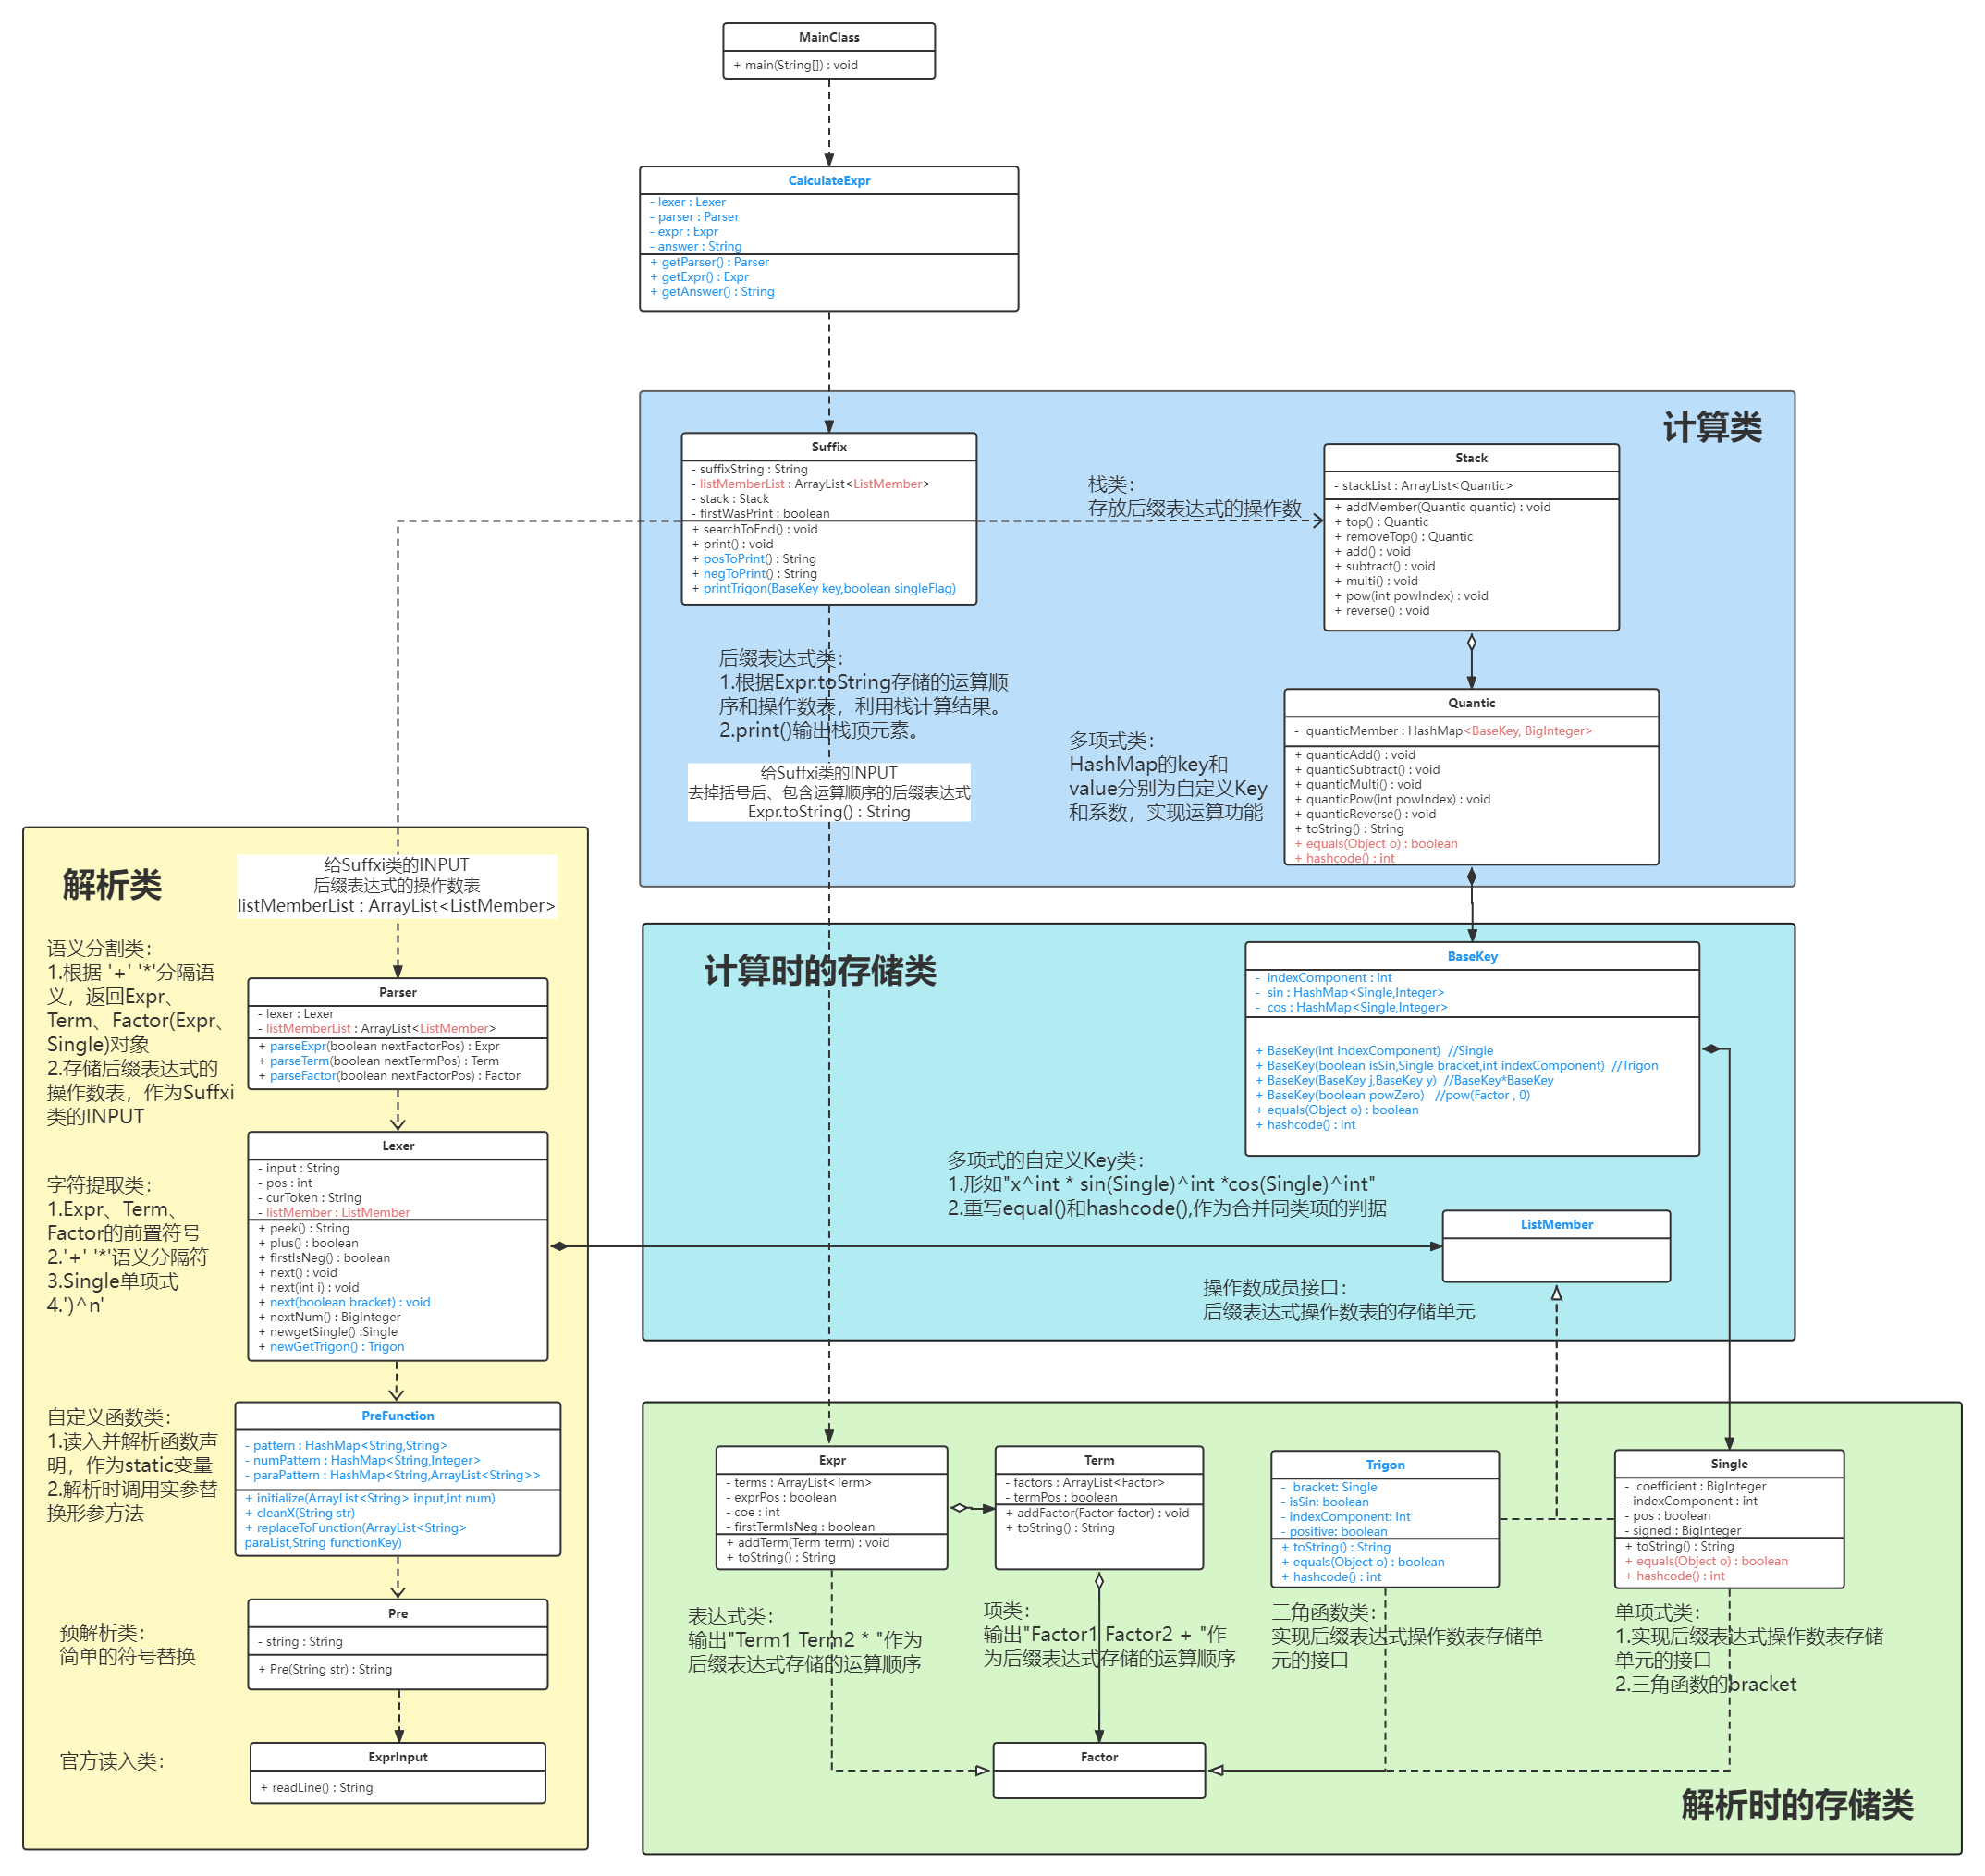 MainClass
+ main(String[]) : void
CalculateExpr
- lexer : Lexer
- parser : Parser
- expr : Expr
- answer : String
+ getParser() : Parser
+ getExpr() : Expr
+ getAnswer() : String
计算类
Suffix
- suffixString : String
- listMemberList : ArrayList<ListMember>
- stack : Stack
- firstWasPrint : boolean
+ searchToEnd() : void
+ print() : void
+ posToPrint() : String
+ negToPrint() : String
+ printTrigon(BaseKey key,boolean singleFlag)
栈类：
存放后缀表达式的操作数
Stack
- stackList : ArrayList<Quantic>
+ addMember(Quantic quantic) : void
+ top() : Quantic
+ removeTop() : Quantic
+ add() : void
+ subtract() : void
+ multi() : void
+ pow(int powIndex) : void
+ reverse() : void
后缀表达式类：
1.根据Expr.toString存储的运算顺
序和操作数表，利用栈计算结果。
2.print()输出栈顶元素。
给Suffxi类的INPUT
去掉括号后、包含运算顺序的后缀表达式
Expr.toString() : String
多项式类：
HashMap的key和
value分别为自定义Key
和系数，实现运算功能
Quantic
- quanticMember : HashMap<BaseKey, BigInteger>
+ quanticAdd() : void
+ quanticSubtract() : void
+ quanticMulti() : void
+ quanticPow(int powIndex) : void
+ quanticReverse() : void
+ toString() : String
+ equals(Object o) : boolean
+ hashcode() : int
解析类
给Suffxi类的INPUT
后缀表达式的操作数表
listMemberList : ArrayList<ListMember>
语义分割类：
1.根据 '+' '*'分隔语
义，返回Expr、
Term、Factor(Expr、
Single)对象
2.存储后缀表达式的
操作数表，作为Suffxi
类的INPUT
Parser
- lexer : Lexer
- listMemberList : ArrayList<ListMember>
+ parseExpr(boolean nextFactorPos) : Expr
+ parseTerm(boolean nextTermPos) : Term
+ parseFactor(boolean nextFactorPos) : Factor
字符提取类：
1.Expr、Term、
Factor的前置符号
2.'+' '*'语义分隔符
3.Single单项式
4.')^n'
Lexer
- input : String
- pos : int
- curToken : String
- listMember : ListMember
+ peek() : String
+ plus() : boolean
+ firstIsNeg() : boolean
+ next() : void
+ next(int i) : void
+ next(boolean bracket) : void
+ nextNum() : BigInteger
+ newgetSingle() :Single
+ newGetTrigon() : Trigon
自定义函数类：
1.读入并解析函数声
明，作为static变量
2.解析时调用实参替
换形参方法
PreFunction
- pattern : HashMap<String,String>
- numPattern : HashMap<String,Integer>
- paraPattern : HashMap<String,ArrayList<String>>
+ initialize(ArrayList<String> input,int num)
+ cleanX(String str)
+ replaceToFunction(ArrayList<String>
paraList,String functionKey)
预解析类：
简单的符号替换
Pre
- string : String
+ Pre(String str) : String
官方读入类：
ExprInput
+ readLine() : String
计算时的存储类
BaseKey
- indexComponent : int
- sin : HashMap<Single,Integer>
- cos : HashMap<Single,Integer>
+ BaseKey(int indexComponent) //Single
+ BaseKey(boolean isSin,Single bracket,int indexComponent) //Trigon
+ BaseKey(BaseKey j,BaseKey y) //BaseKey*BaseKey
+ BaseKey(boolean powZero) //pow(Factor , 0)
+ equals(Object o) : boolean
+ hashcode() : int
多项式的自定义Key类：
1.形如"x^int * sin(Single)^int *cos(Single)^int"
2.重写equal()和hashcode(),作为合并同类项的判据
ListMember
操作数成员接口：
后缀表达式操作数表的存储单元
Expr
- terms : ArrayList<Term>
- exprPos : boolean
- coe : int
- firstTermIsNeg : boolean
+ addTerm(Term term) : void
+ toString() : String
Term
- factors : ArrayList<Factor>
- termPos : boolean
+ addFactor(Factor factor) : void
+ toString() : String
Trigon
- bracket: Single
- isSin: boolean
- indexComponent: int
- positive: boolean
+ toString() : String
+ equals(Object o) : boolean
+ hashcode() : int
Single
- coefficient : BigInteger
- indexComponent : int
- pos : boolean
- signed : BigInteger
+ toString() : String
+ equals(Object o) : boolean
+ hashcode() : int
表达式类：
输出"Term1 Term2 * "作为
后缀表达式存储的运算顺序
项类：
输出"Factor1 Factor2 + "作
为后缀表达式存储的运算顺序
三角函数类：
实现后缀表达式操作数表存储单
元的接口
单项式类：
1.实现后缀表达式操作数表存储
单元的接口
2.三角函数的bracket
Factor
解析时的存储类